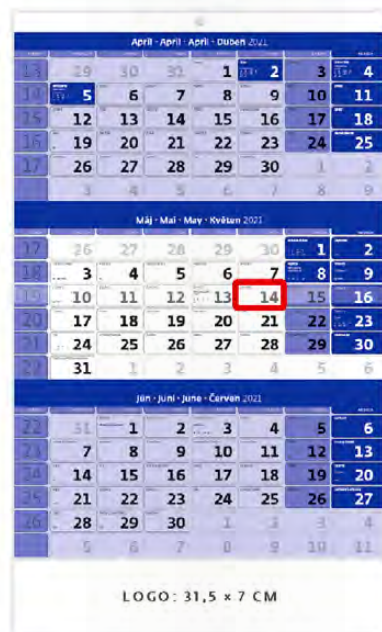 Apríl · April · April · Duben 2021
13 29 30 31 1 2 3 4
14 5 6 7 8 9 10 11
15 12 13 14 15 16 17 18
16 19 20 21 22 23 24 25
17 26 27 28 29 30 1 2
3 4 5 6 7 8 9
Máj · Mai · May · Květen 2021
17 26 27 28 29 30 1 2
18 3 4 5 6 7 8 9
19 10 11 12 13 14 15 16
20 17 18 19 20 21 22 23
21 24 25 26 27 28 29 30
22 31 1 2 3 4 5 6
Jún · Juni · June · Červen 2021
22 31 1 2 3 4 5 6
23 7 8 9 10 11 12 13
24 14 15 16 17 18 19 20
25 21 22 23 24 25 26 27
26 28 29 30 1 2 3 4
5 6 7 8 9 10 11
LOGO: 31,5 × 7 CM